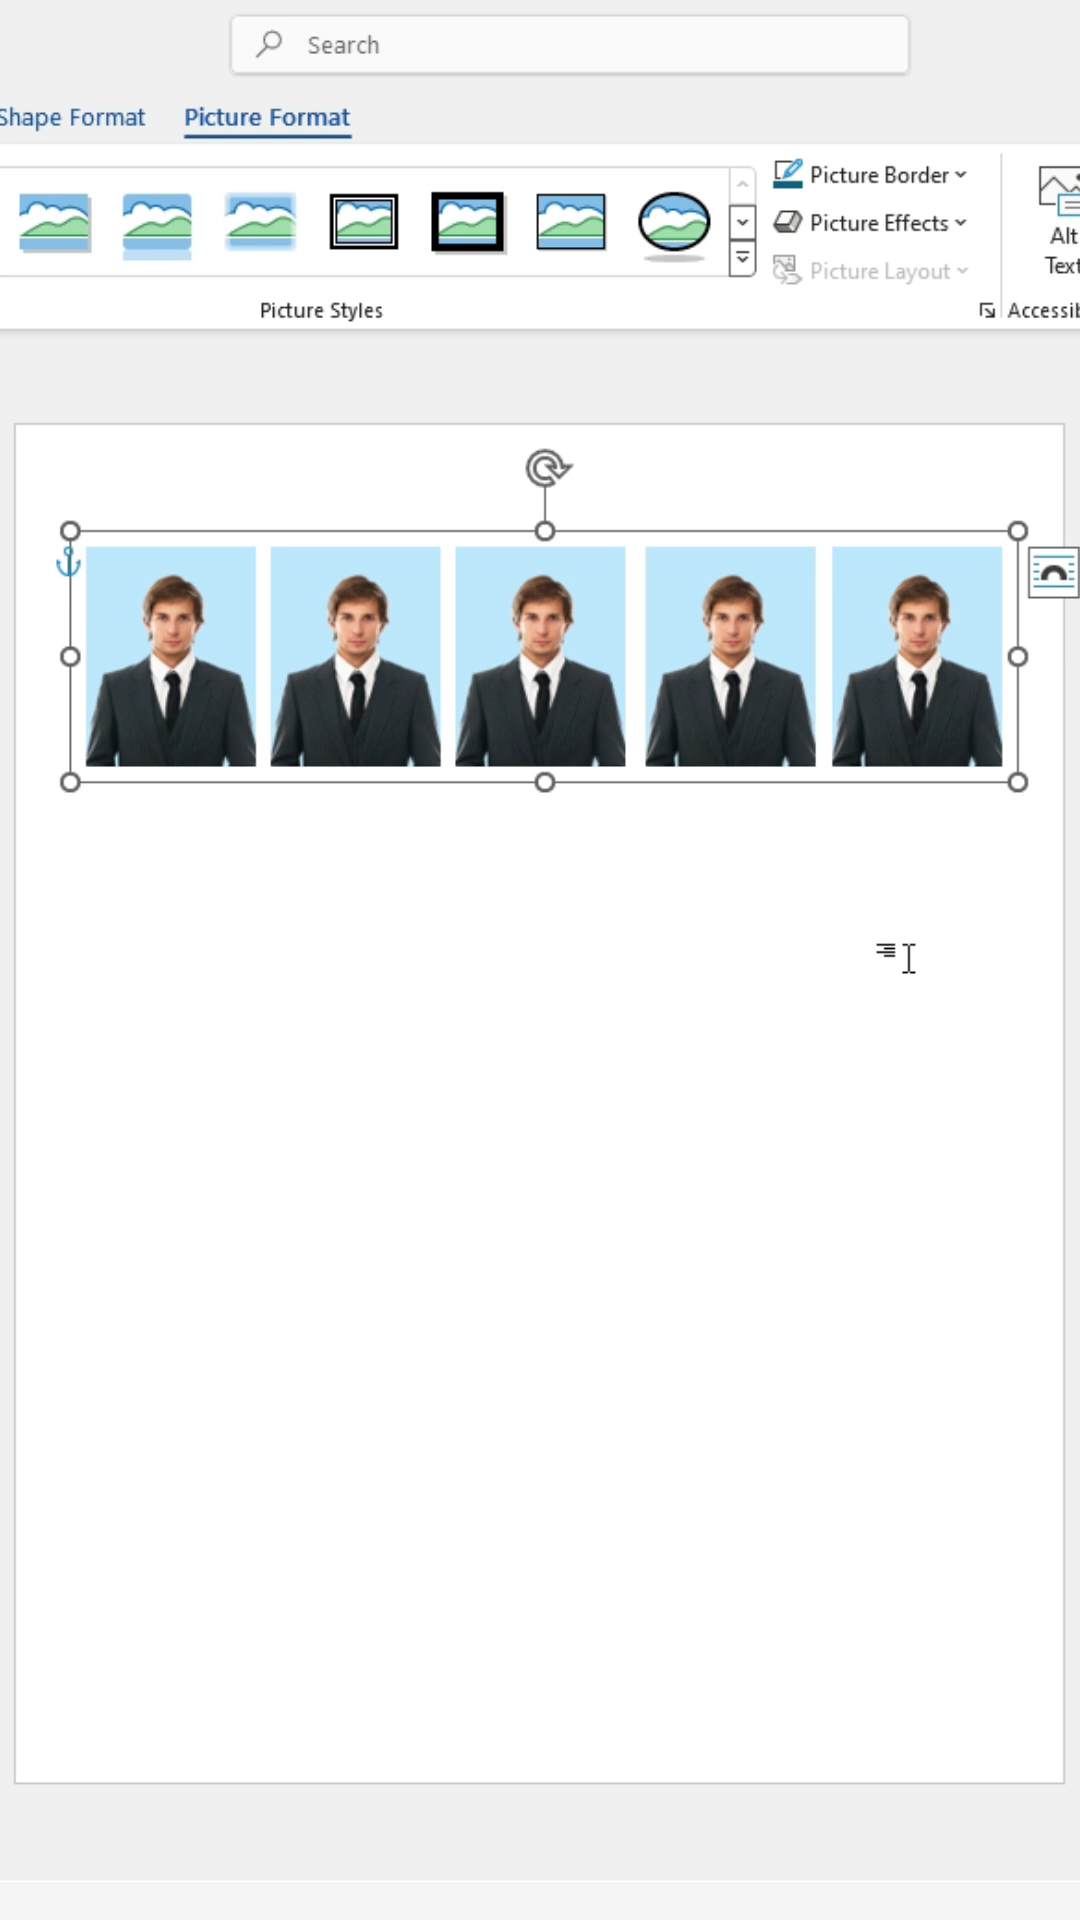 Search
Shape Format
Picture Format
Picture Border
Picture Effects
Picture Layout
Alt
Text
Picture Styles